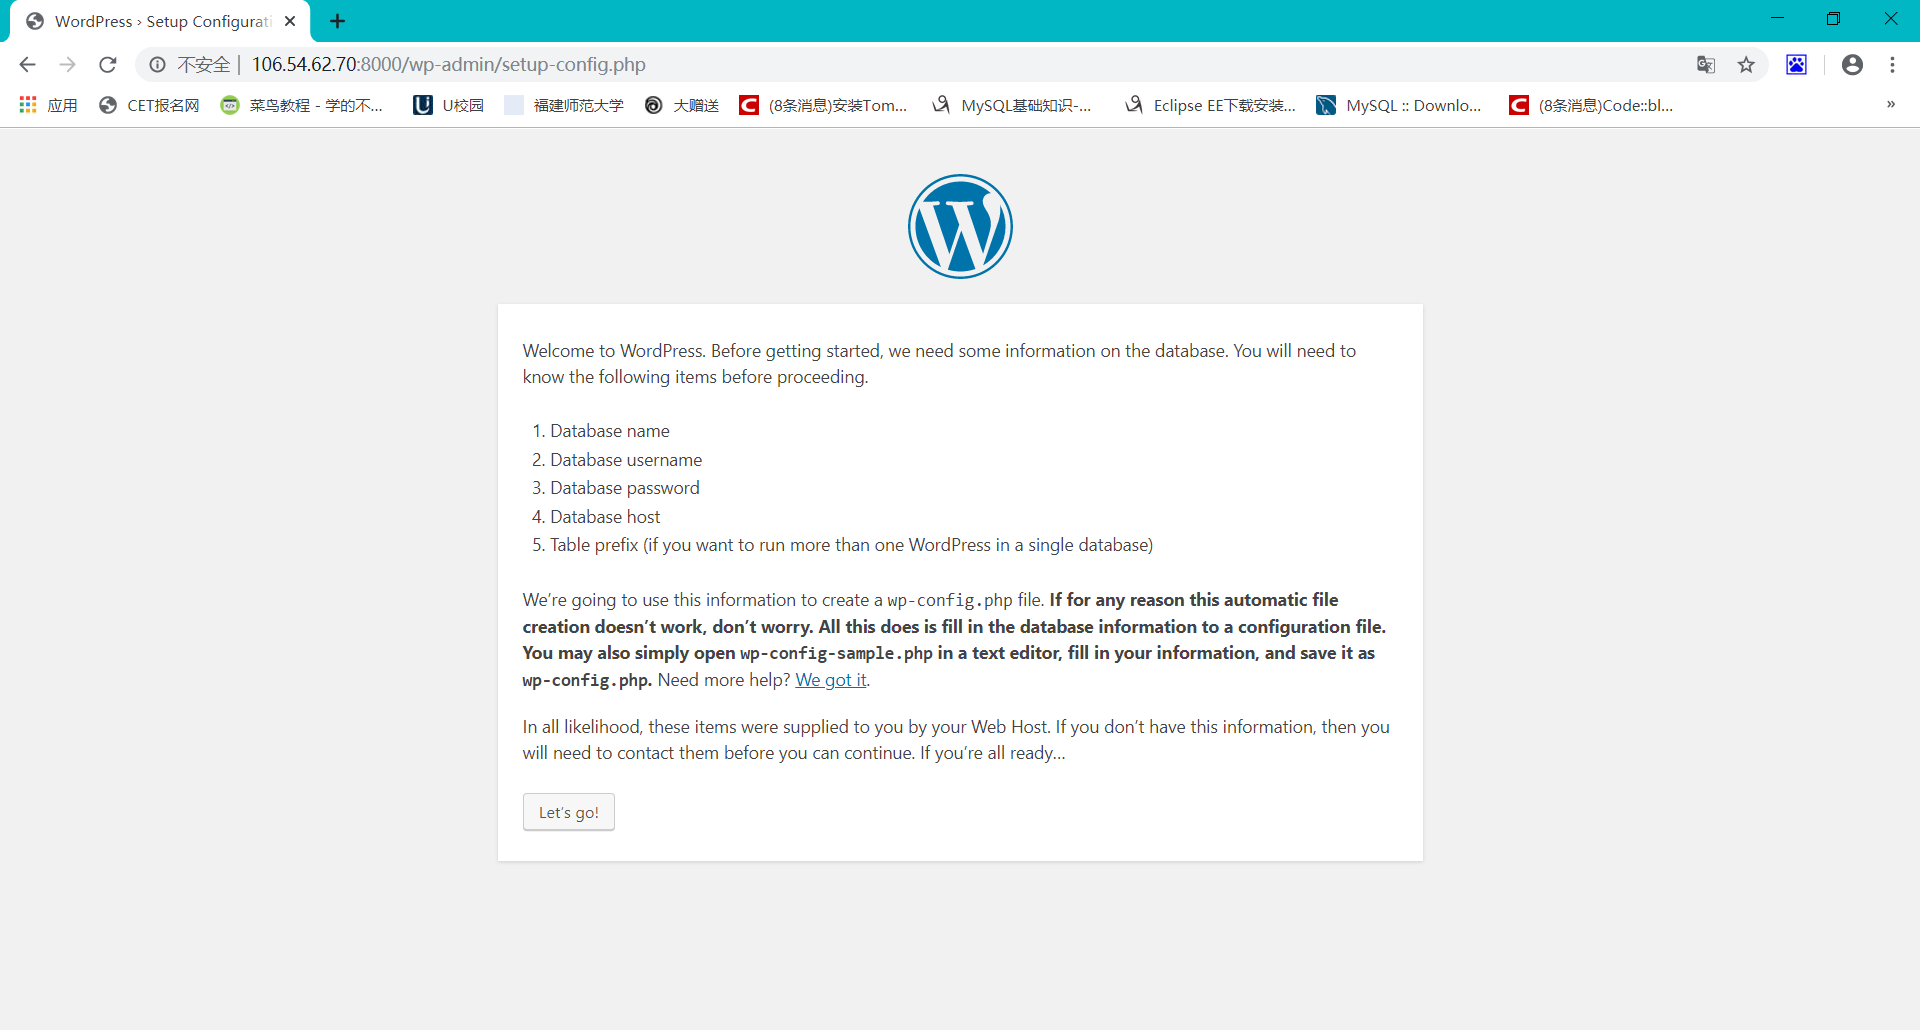 WordPress › Setup Configurati
不安全 | 106.54.62.70:8000/wp-admin/setup-config.php
应用 CET报名网 菜鸟教程 - 学的不... U校园 福建师范大学 大赠送 (8条消息)安装Tom... MySQL基础知识-... Eclipse EE下载安装... MySQL :: Downlo... (8条消息)Code::bl... »
Welcome to WordPress. Before getting started, we need some information on the database. You will need to
know the following items before proceeding.
1. Database name
2. Database username
3. Database password
4. Database host
5. Table prefix (if you want to run more than one WordPress in a single database)
We’re going to use this information to create a wp-config.php file. If for any reason this automatic file
creation doesn’t work, don’t worry. All this does is fill in the database information to a configuration file.
You may also simply open wp-config-sample.php in a text editor, fill in your information, and save it as
wp-config.php. Need more help? We got it.
In all likelihood, these items were supplied to you by your Web Host. If you don’t have this information, then you
will need to contact them before you can continue. If you’re all ready…
Let’s go!